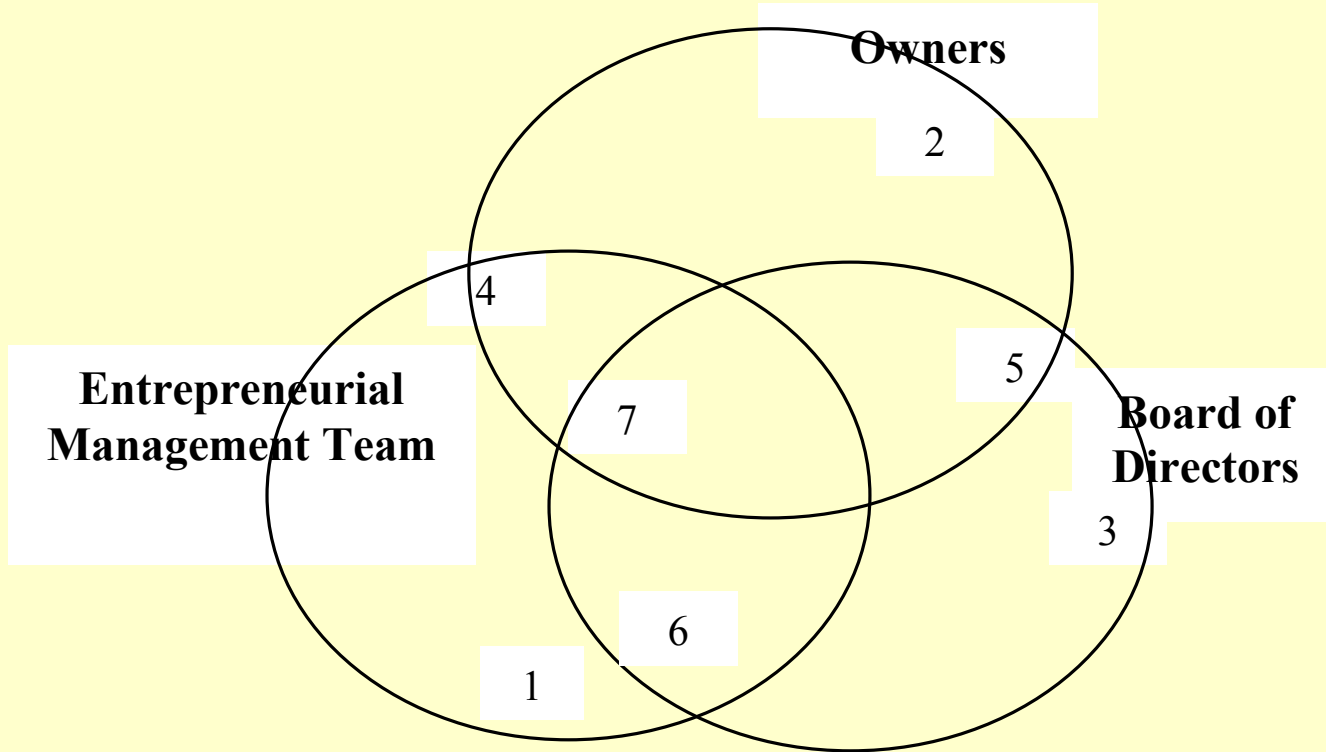 Owners
2
4
5
Entrepreneurial
Management Team
7
Board of
Directors
3
6
1